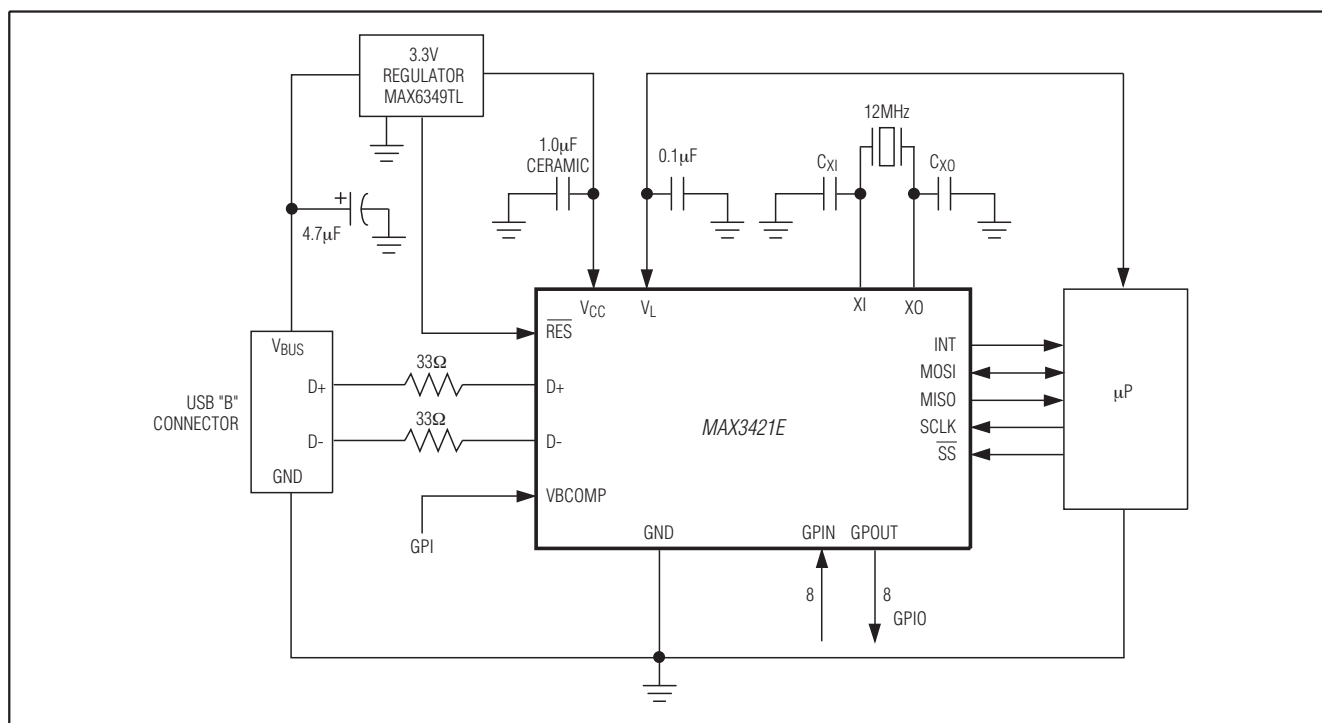 3.3V
REGULATOR
MAX6349TL
12MHz
1.0μF
CERAMIC
0.1μF
CXI
CXO
+
4.7μF
VCC
VL
XI
XO
RES
VBUS
INT
33Ω
D+
D+
MOSI
USB "B"
CONNECTOR
MISO
μP
33Ω
MAX3421E
SCLK
D-
D-
SS
GND
VBCOMP
GPI
GND
GPIN
GPOUT
8
8
GPIO